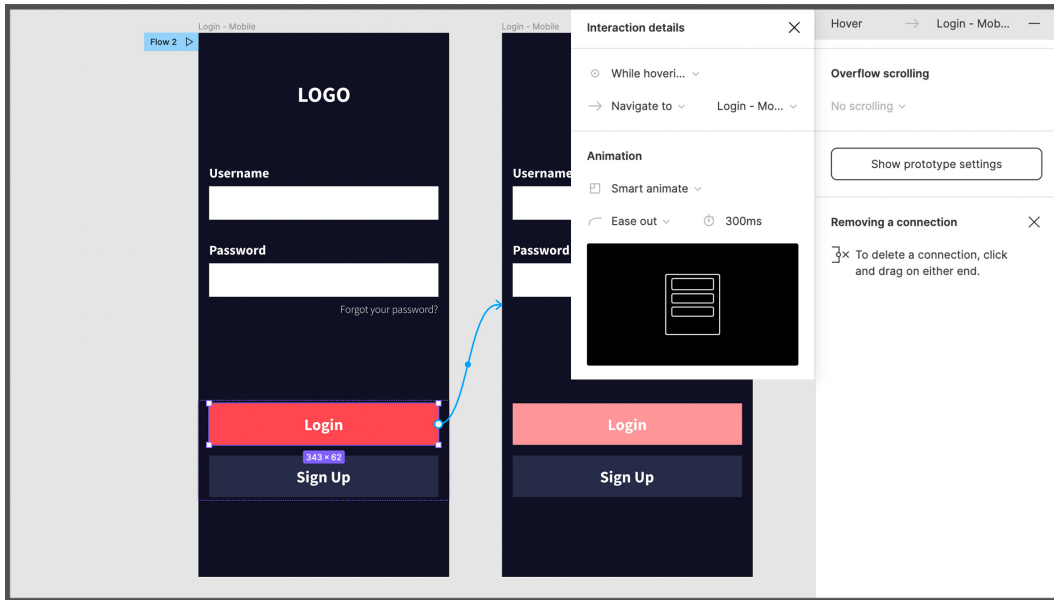 Login - Mobile
Flow 2
LOGO
Username
Password
Forgot your password?
Login
343 × 62
Sign Up
Login - Mobile
Username
Password
Login
Sign Up
Interaction details
While hoveri...
Navigate to
Login - Mo...
Animation
Smart animate
Ease out
300ms
Hover
Login - Mob...
Overflow scrolling
No scrolling
Show prototype settings
Removing a connection
To delete a connection, click
and drag on either end.